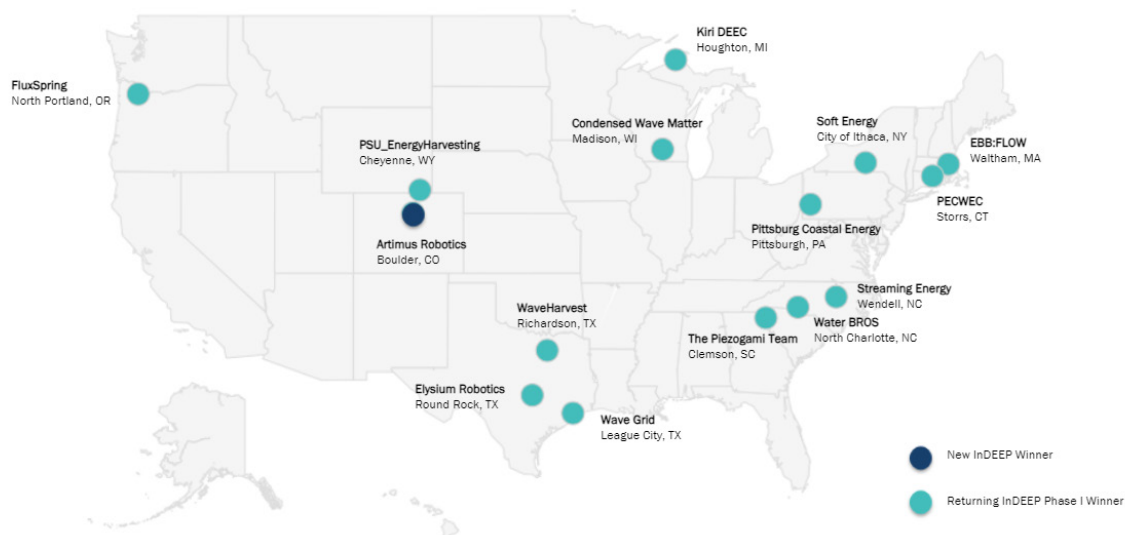 Kiri DEEC
Houghton, MI
FluxSpring
North Portland, OR
Condensed Wave Matter
Madison, WI
Soft Energy
City of Ithaca, NY
PSU_EnergyHarvesting
Cheyenne, WY
EBB:FLOW
Waltham, MA
PECWEC
Storrs, CT
Pittsburg Coastal Energy
Pittsburgh, PA
Artimus Robotics
Boulder, CO
Streaming Energy
Wendell, NC
WaveHarvest
Richardson, TX
Water BROS
North Charlotte, NC
The Piezogami Team
Clemson, SC
Elysium Robotics
Round Rock, TX
Wave Grid
League City, TX
New InDEEP Winner
Returning InDEEP Phase I Winner